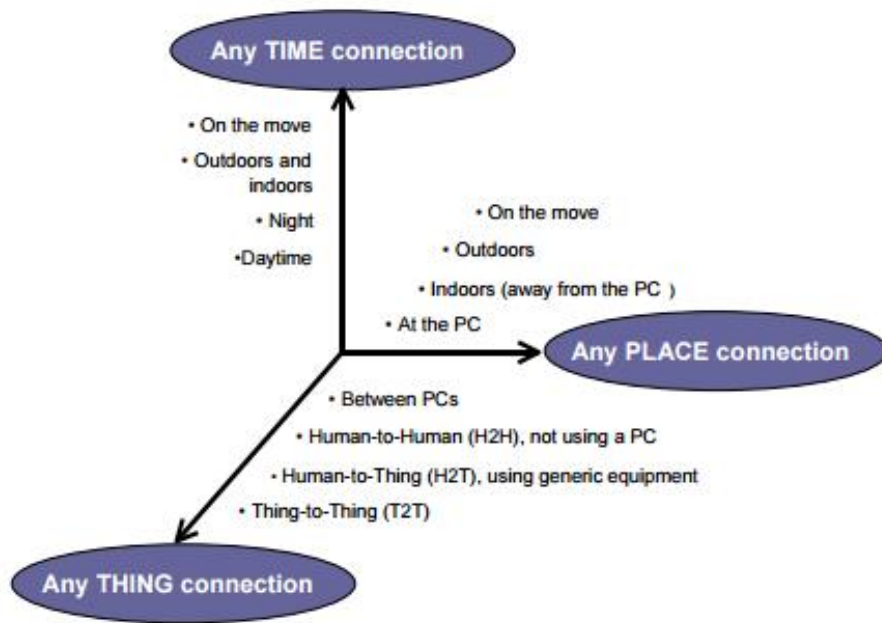 Any TIME connection
• On the move
• Outdoors and
indoors
• Night
•Daytime
• On the move
• Outdoors
• Indoors (away from the PC )
• At the PC
Any PLACE connection
• Between PCs
• Human-to-Human (H2H), not using a PC
• Human-to-Thing (H2T), using generic equipment
• Thing-to-Thing (T2T)
Any THING connection